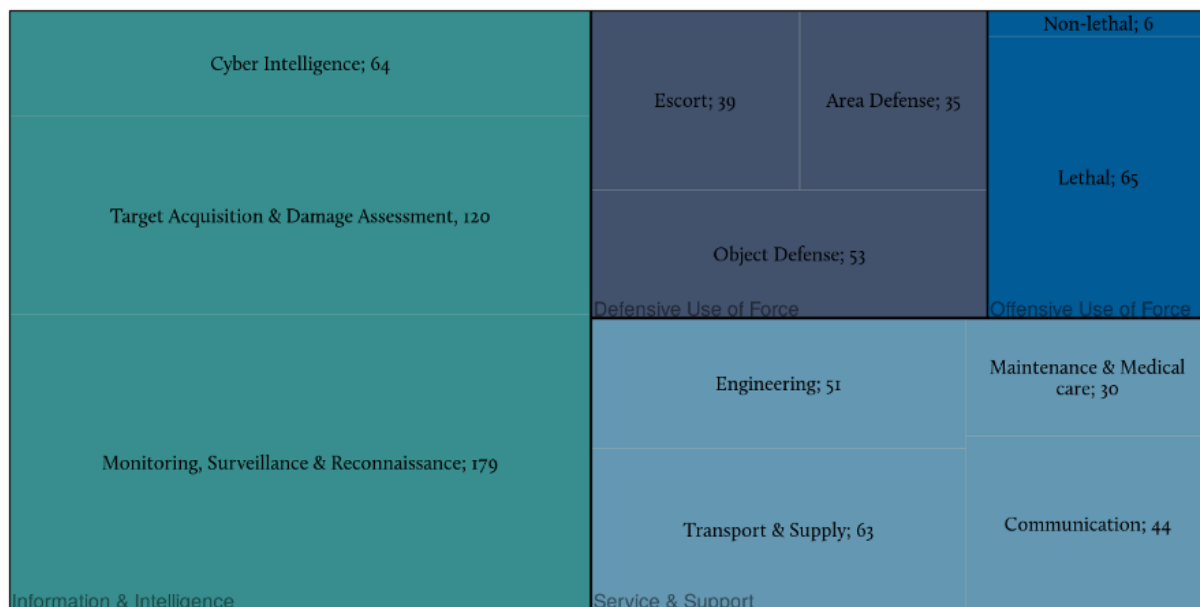 Cyber Intelligence; 64
Target Acquisition & Damage Assessment, 120
Monitoring, Surveillance & Reconnaissance; 179
Information & Intelligence
Escort; 39
Area Defense; 35
Object Defense; 53
Defensive Use of Force
Non-lethal; 6
Lethal; 65
Offensive Use of Force
Engineering; 51
Maintenance & Medical
care; 30
Transport & Supply; 63
Communication; 44
Service & Support